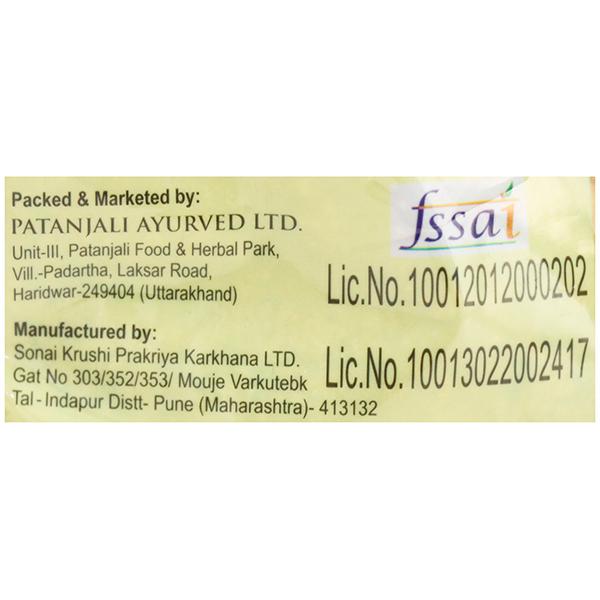 Packed & Marketed by:
PATANJALI AYURVED LTD.
Unit-III, Patanjali Food & Herbal Park,
Vill.-Padartha, Laksar Road,
Haridwar-249404 (Uttarakhand)
fssai
Lic.No.10012012000202
Manufactured by:
Sonai Krushi Prakriya Karkhana LTD.
Gat No 303/352/353/ Mouje Varkutebk
Tal-Indapur Distt- Pune (Maharashtra)- 413132
Lic.No.10013022002417